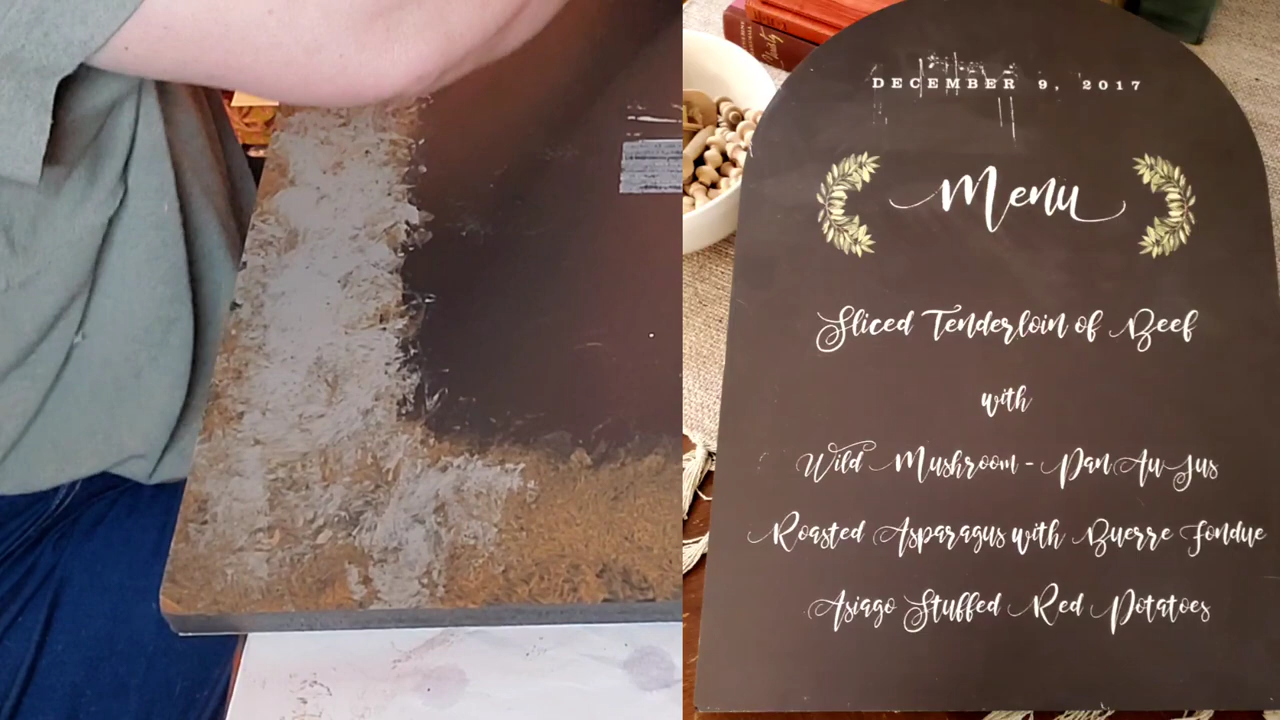 DECEMBER 9, 2017
Menu
Sliced Tenderloin of Beef
with
Wild Mushroom - Pan Au Jus
Roasted Asparagus with Buerre Fondue
Asiago Stuffed Red Potatoes